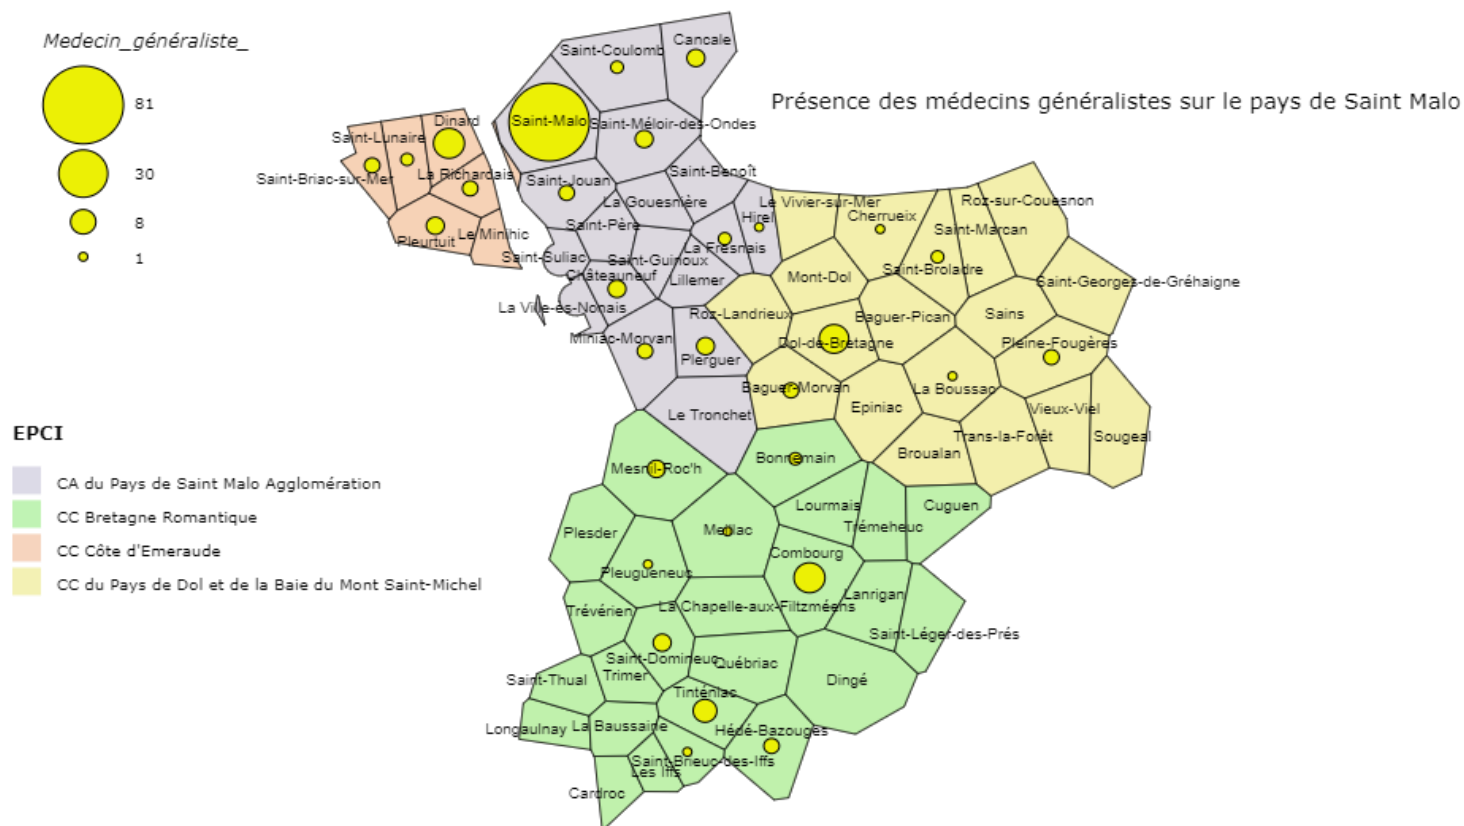 Medecin_généraliste_
81
30
8
1
Présence des médecins généralistes sur le pays de Saint Malo
Cancale
Saint-Coulomb
Saint-Malo
Saint-Méloir-des-Ondes
Dinard
Saint-Lunaire
Saint-Briac-sur-Mer
La Richardais
Pleurtuit
Le Minihic
Saint-Jouan
Saint-Benoît
La Gouesnière
Saint-Père
Hirel
La Fresnais
Saint-Suliac
Saint-Guinoux
Châteauneuf
Lillemer
La Ville-ès-Nonais
Miniac-Morvan
Plerguer
Le Tronchet
Le Vivier-sur-Mer
Cherrueix
Roz-sur-Couesnon
Saint-Marcan
Saint-Broladre
Mont-Dol
Saint-Georges-de-Gréhaigne
Roz-Landrieux
Baguer-Pican
Sains
Dol-de-Bretagne
Pleine-Fougères
Baguer-Morvan
La Boussac
Epiniac
Vieux-Viel
Trans-la-Forêt
Sougeal
Broualan
EPCI
CA du Pays de Saint Malo Agglomération
CC Bretagne Romantique
CC Côte d'Emeraude
CC du Pays de Dol et de la Baie du Mont Saint-Michel
Mesnil-Roc'h
Bonnemain
Lourmais
Cuguen
Trémeheuc
Plesder
Meillac
Combourg
Pleugueneuc
Lanrigan
Trévérien
La Chapelle-aux-Filtzméens
Saint-Léger-des-Prés
Saint-Domineuc
Québriac
Trimer
Saint-Thual
Dingé
Tinténiac
Longaulnay
La Baussaine
Hédé-Bazouges
Saint-Brieuc-des-Iffs
Les Iffs
Cardroc